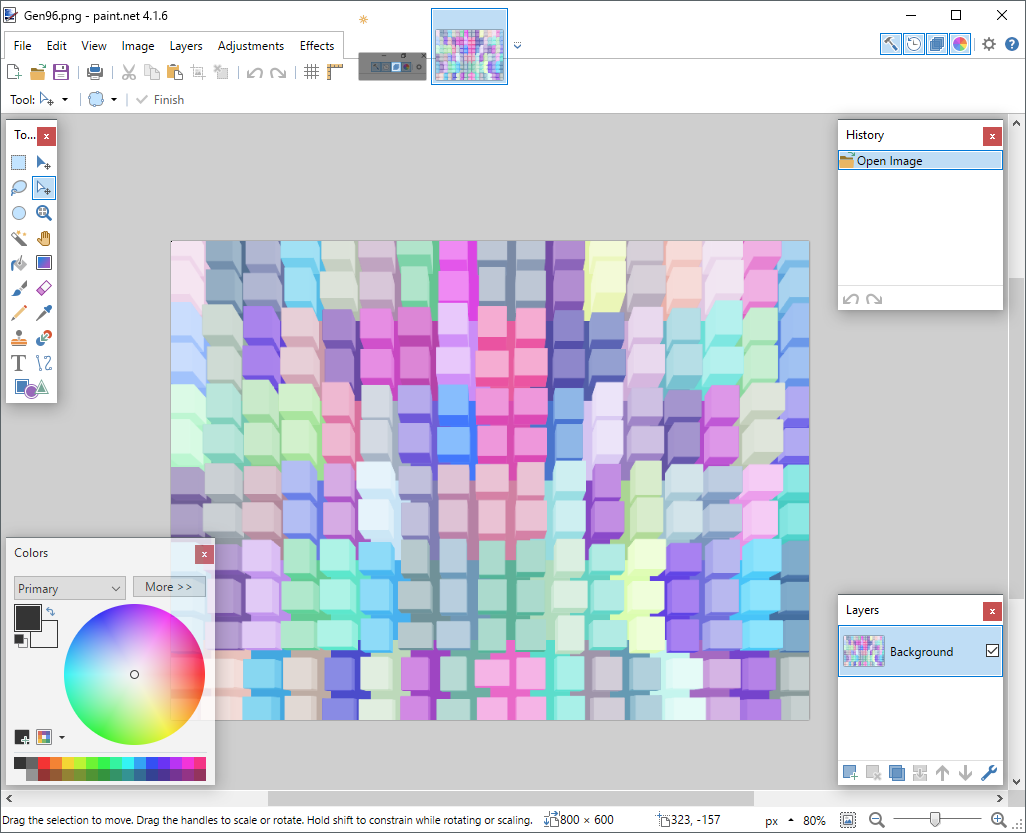 Gen96.png - paint.net 4.1.6
File Edit View Image Layers Adjustments Effects
Tool: Finish
To...
History
Open Image
Colors
Primary
More >>
Layers
Background
Drag the selection to move. Drag the handles to scale or rotate. Hold shift to constrain while rotating or scaling. 800 × 600 323, -157 px 80%